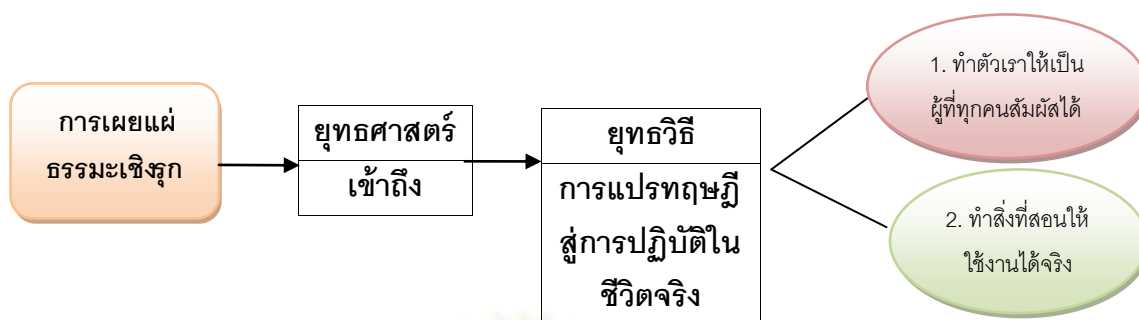 การเผยแผ่
ธรรมะเชิงรุก
ยุทธศาสตร์
เข้าถึง
ยุทธวิธี
การแปรทฤษฎี
สู่การปฏิบัติใน
ชีวิตจริง
1. ทำตัวเราให้เป็น
ผู้ที่ทุกคนสัมผัสได้
2. ทำสิ่งที่สอนให้
ใช้งานได้จริง